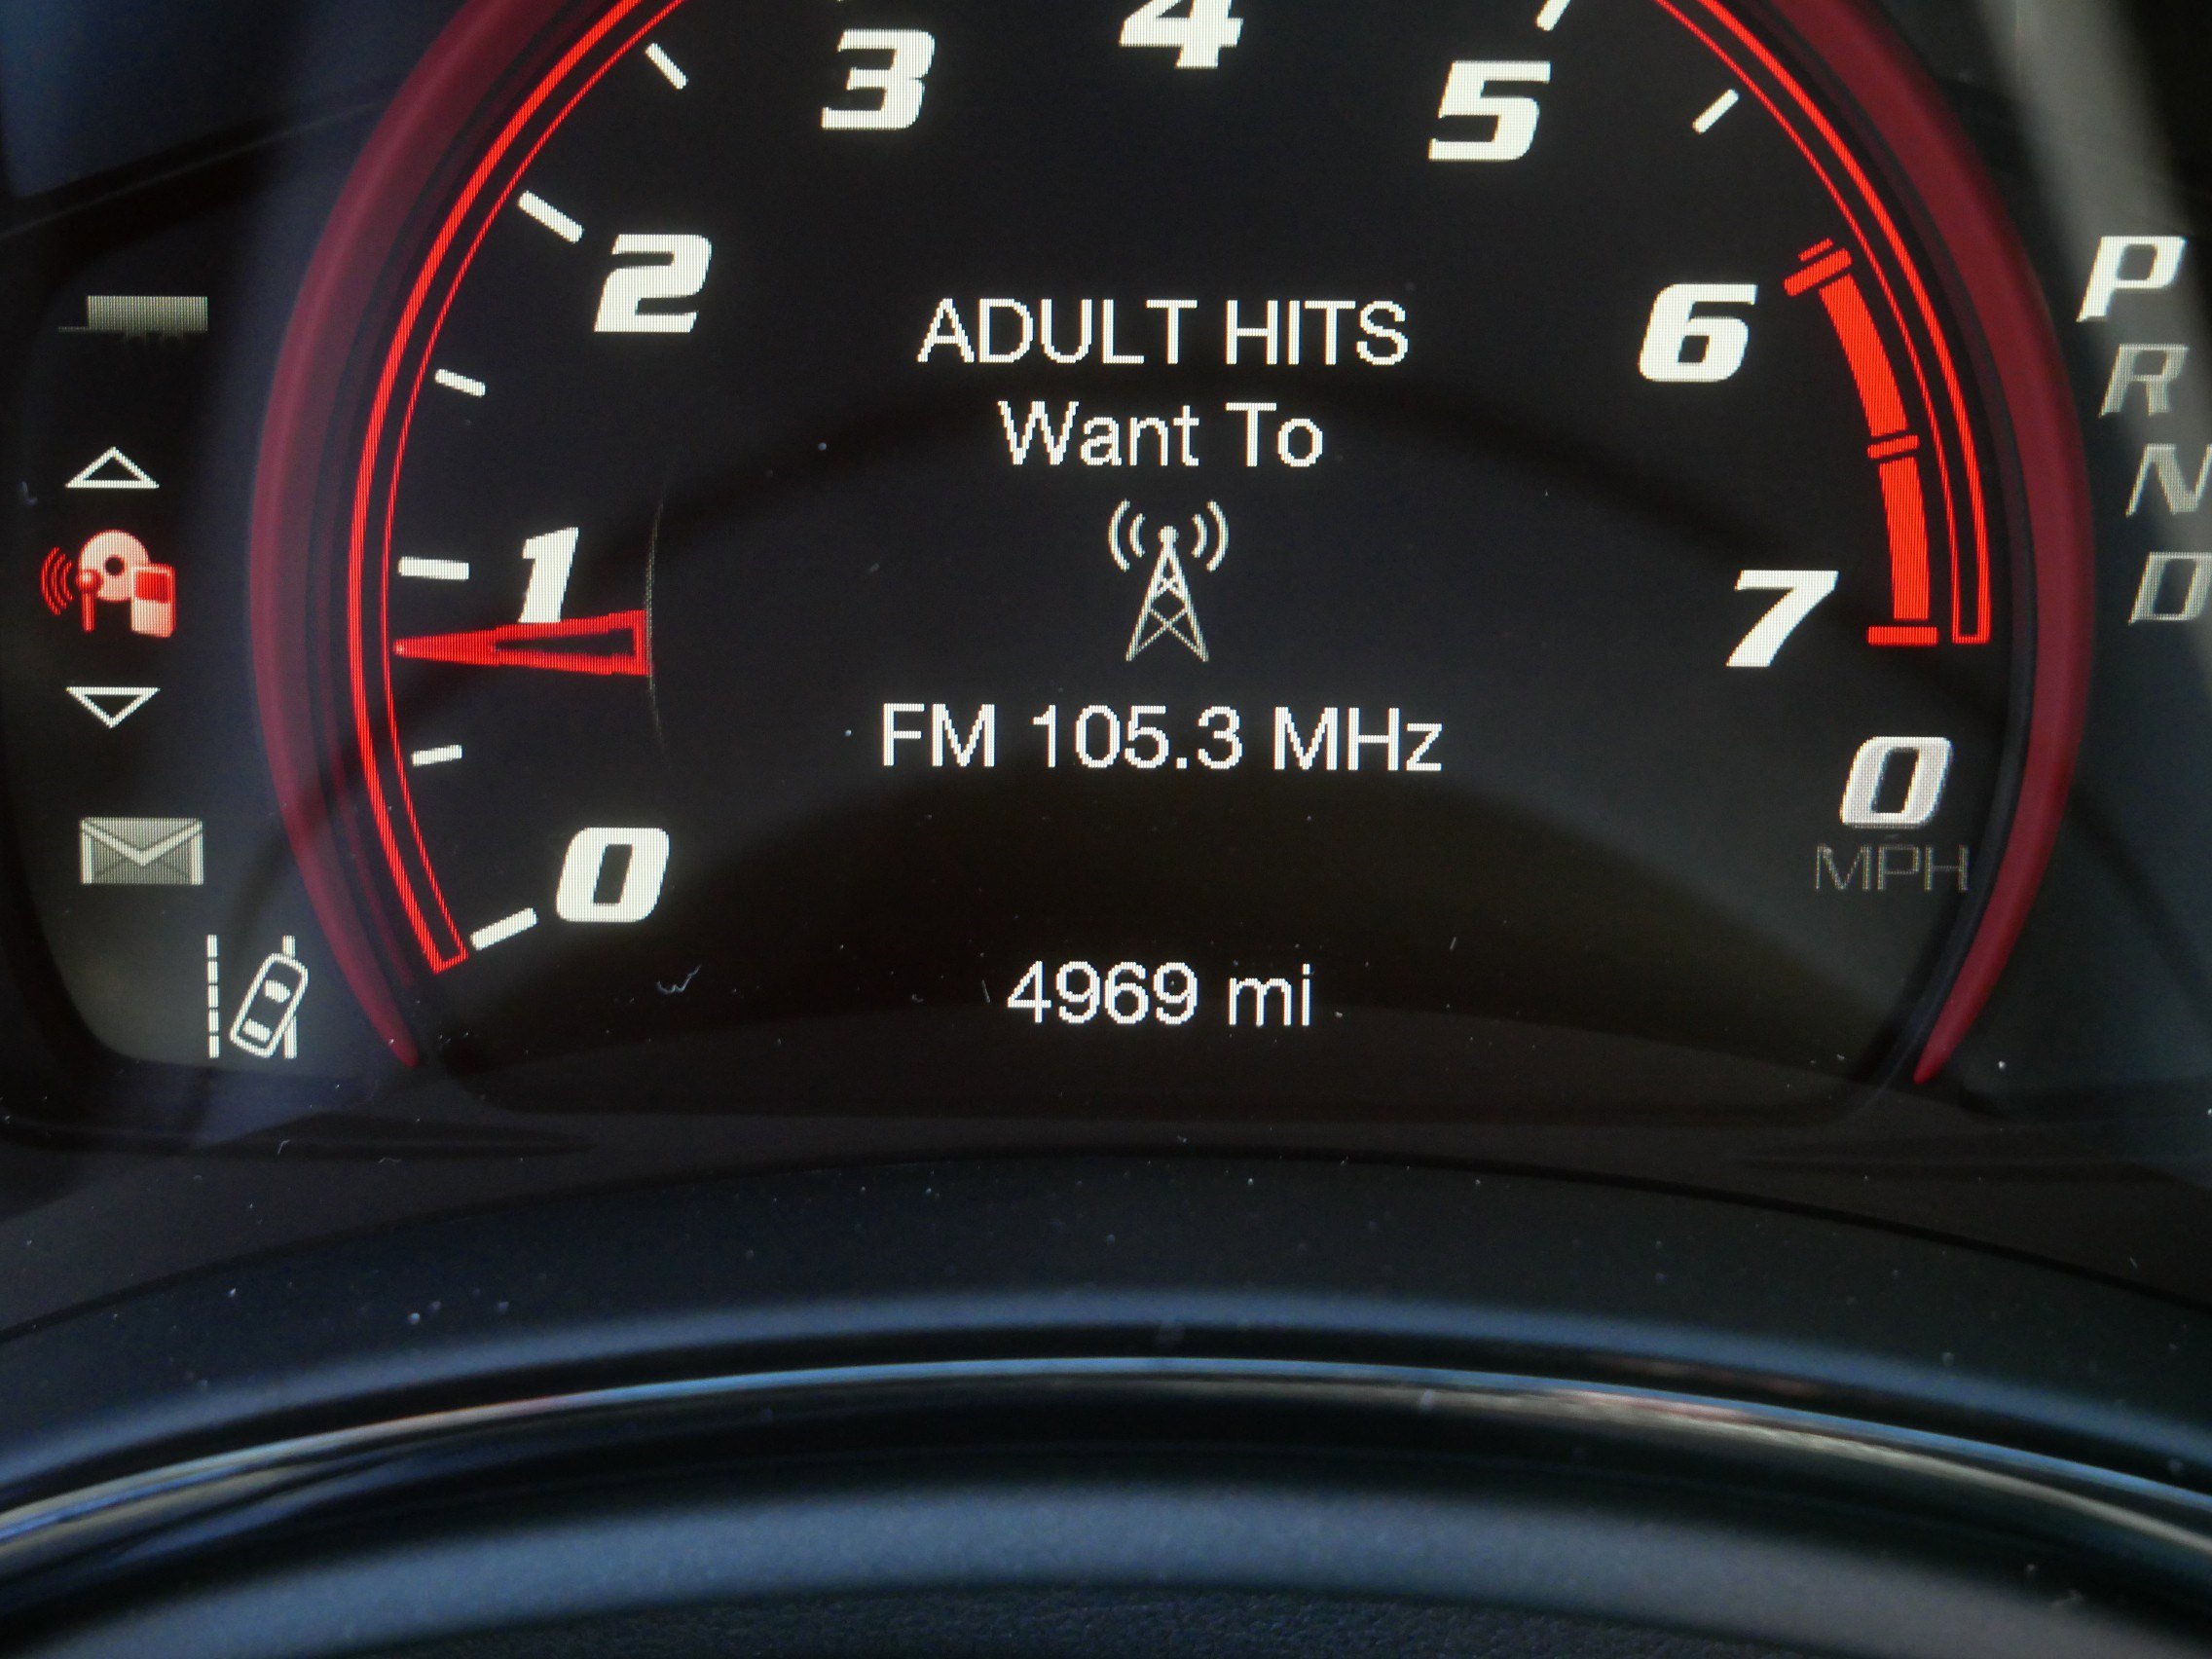 4
3
5
2
6
ADULT HITS
Want To
1
7
FM 105.3 MHz
0
0
MPH
4969 mi
P
R
N
D